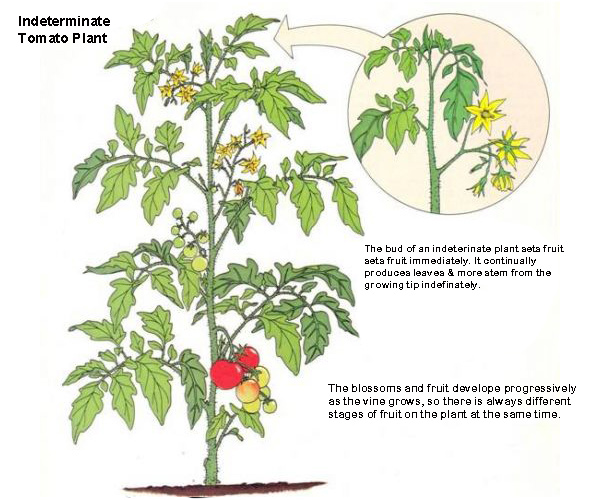 Indeterminate
Tomato Plant
The bud of an indeterinate plant sets fruit
sets fruit immediately. It continually
produces leaves & more stem from the
growing tip indefinately.
The blossoms and fruit develope progressively
as the vine grows, so there is always different
stages of fruit on the plant at the same time.